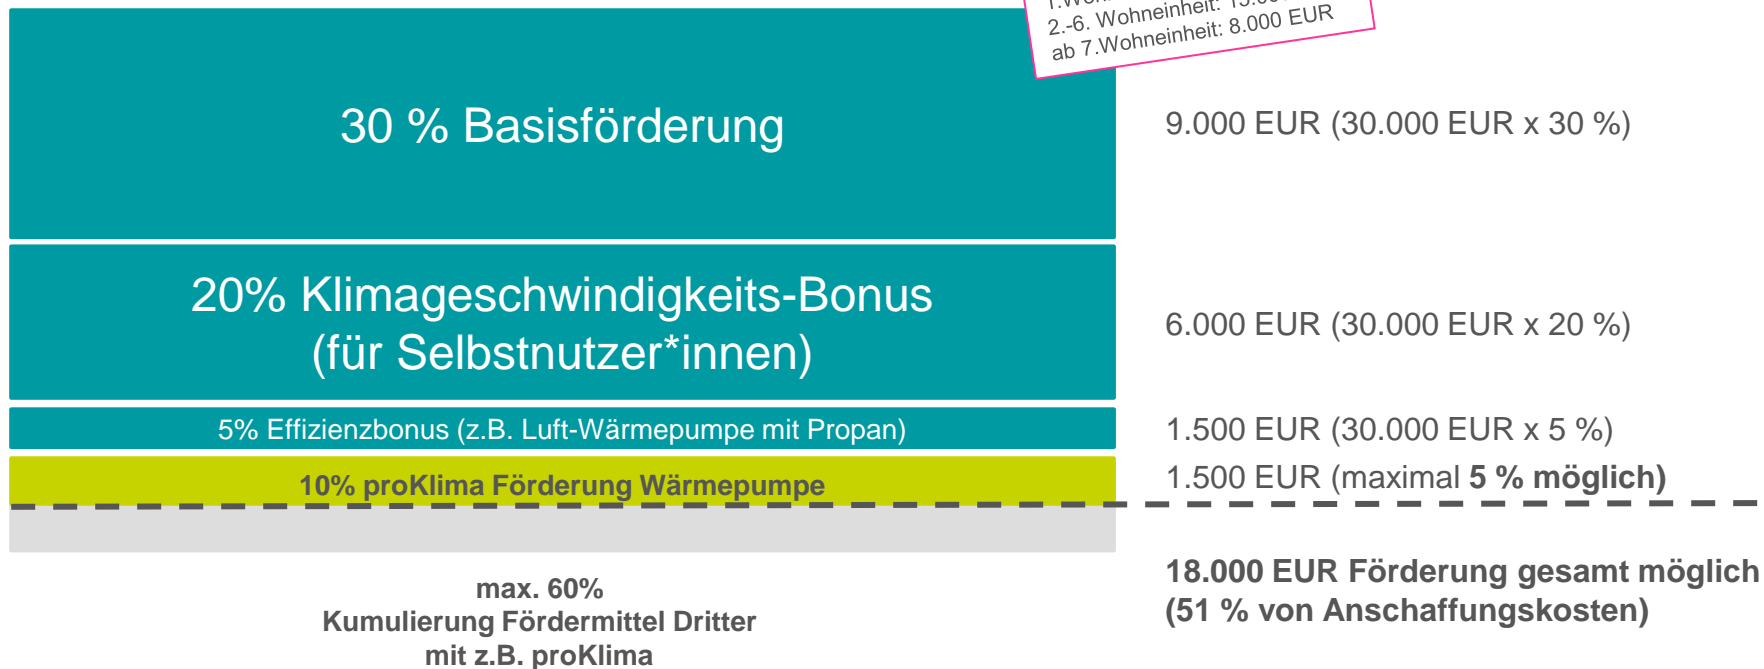 2.-6. Wohneinheit:
ab 7.Wohneinheit: 8.000 EUR
30 % Basisförderung
9.000 EUR (30.000 EUR x 30 %)
20% Klimageschwindigkeits-Bonus
(für Selbstnutzer*innen)
6.000 EUR (30.000 EUR x 20 %)
5% Effizienzbonus (z.B. Luft-Wärmepumpe mit Propan)
1.500 EUR (30.000 EUR x 5 %)
10% proKlima Förderung Wärmepumpe
1.500 EUR (maximal 5 % möglich)
18.000 EUR Förderung gesamt möglich
(51 % von Anschaffungskosten)
max. 60%
Kumulierung Fördermittel Dritter
mit z.B. proKlima